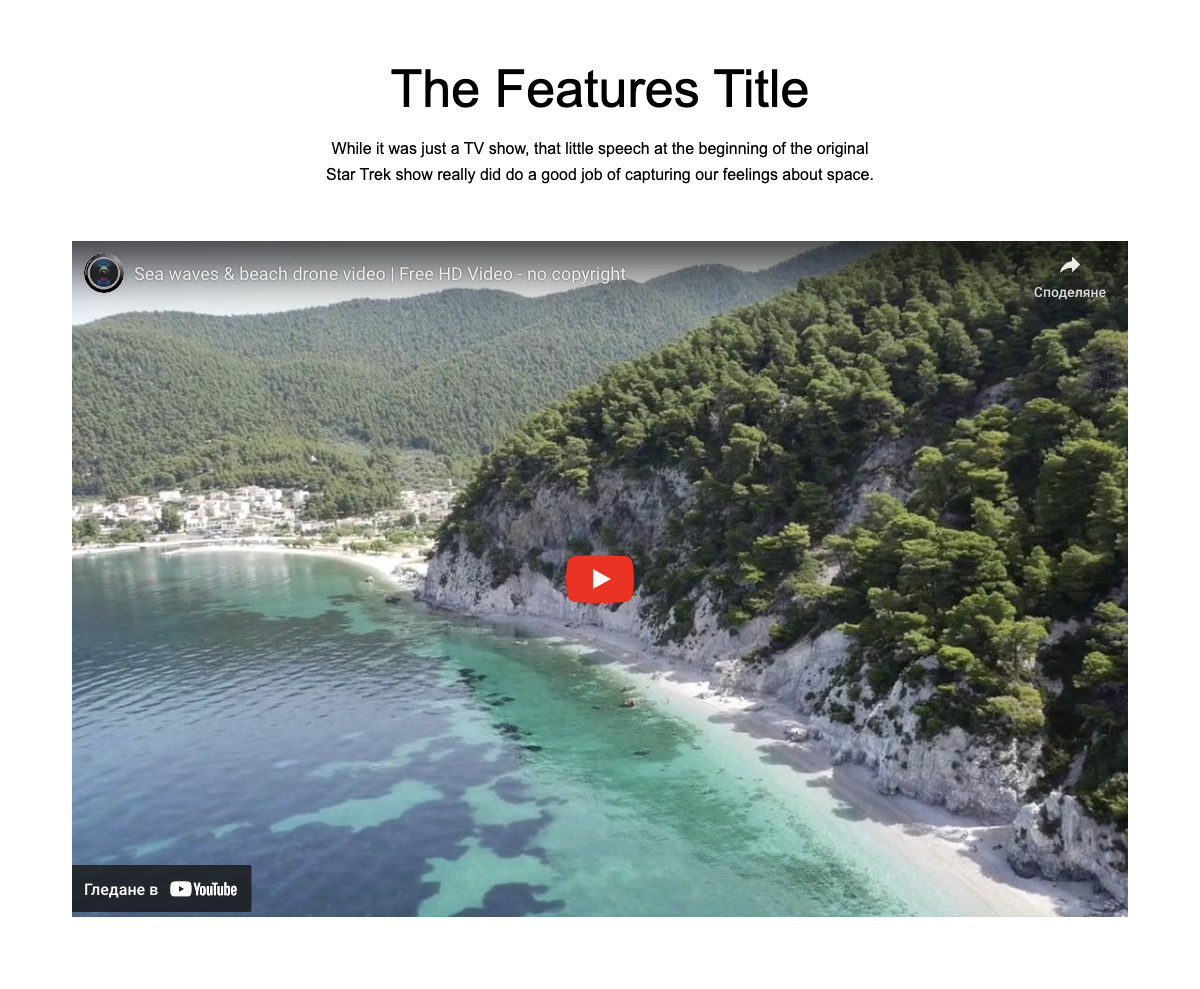 The Features Title
While it was just a TV show, that little speech at the beginning of the original
Star Trek show really did do a good job of capturing our feelings about space.
Sea waves & beach drone video | Free HD Video - no copyright
Споделяне
Гледане в YouTube